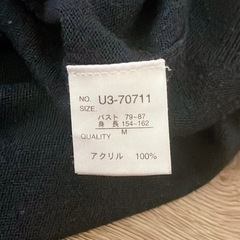 NO. U3-70711
SIZE.
バスト 79-87
身 長 154-162
M
QUALITY
アクリル 100%